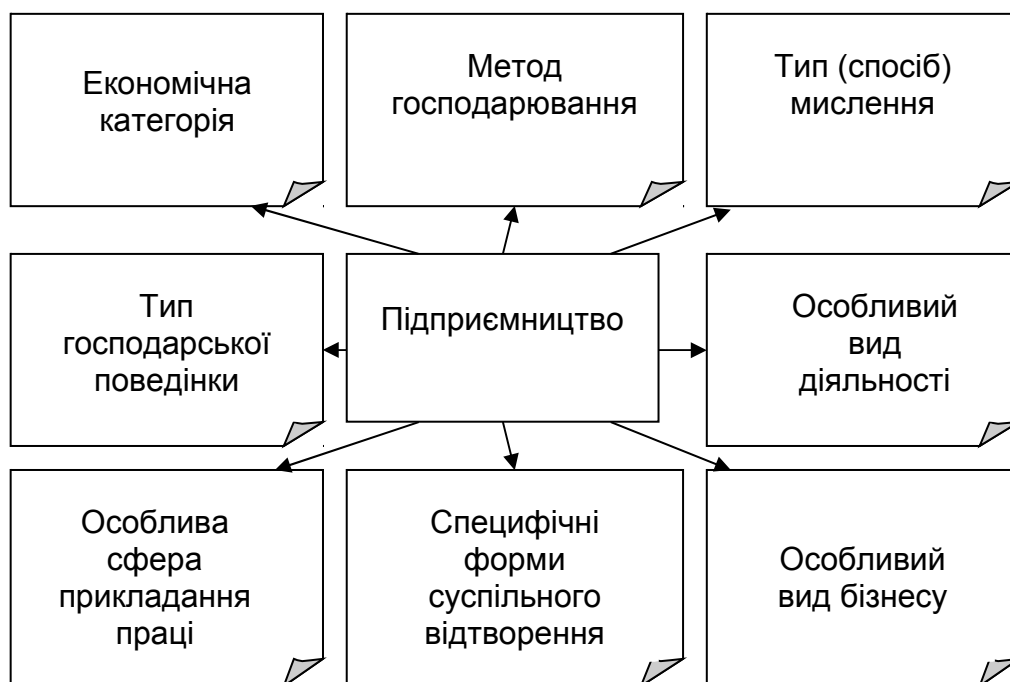 Економічна
категорія
Метод
господарювання
Тип (спосіб)
мислення
Тип
господарської
поведінки
Підприємництво
Особливий
вид
діяльності
Особлива
сфера
прикладання
праці
Специфічні
форми
суспільного
відтворення
Особливий
вид бізнесу